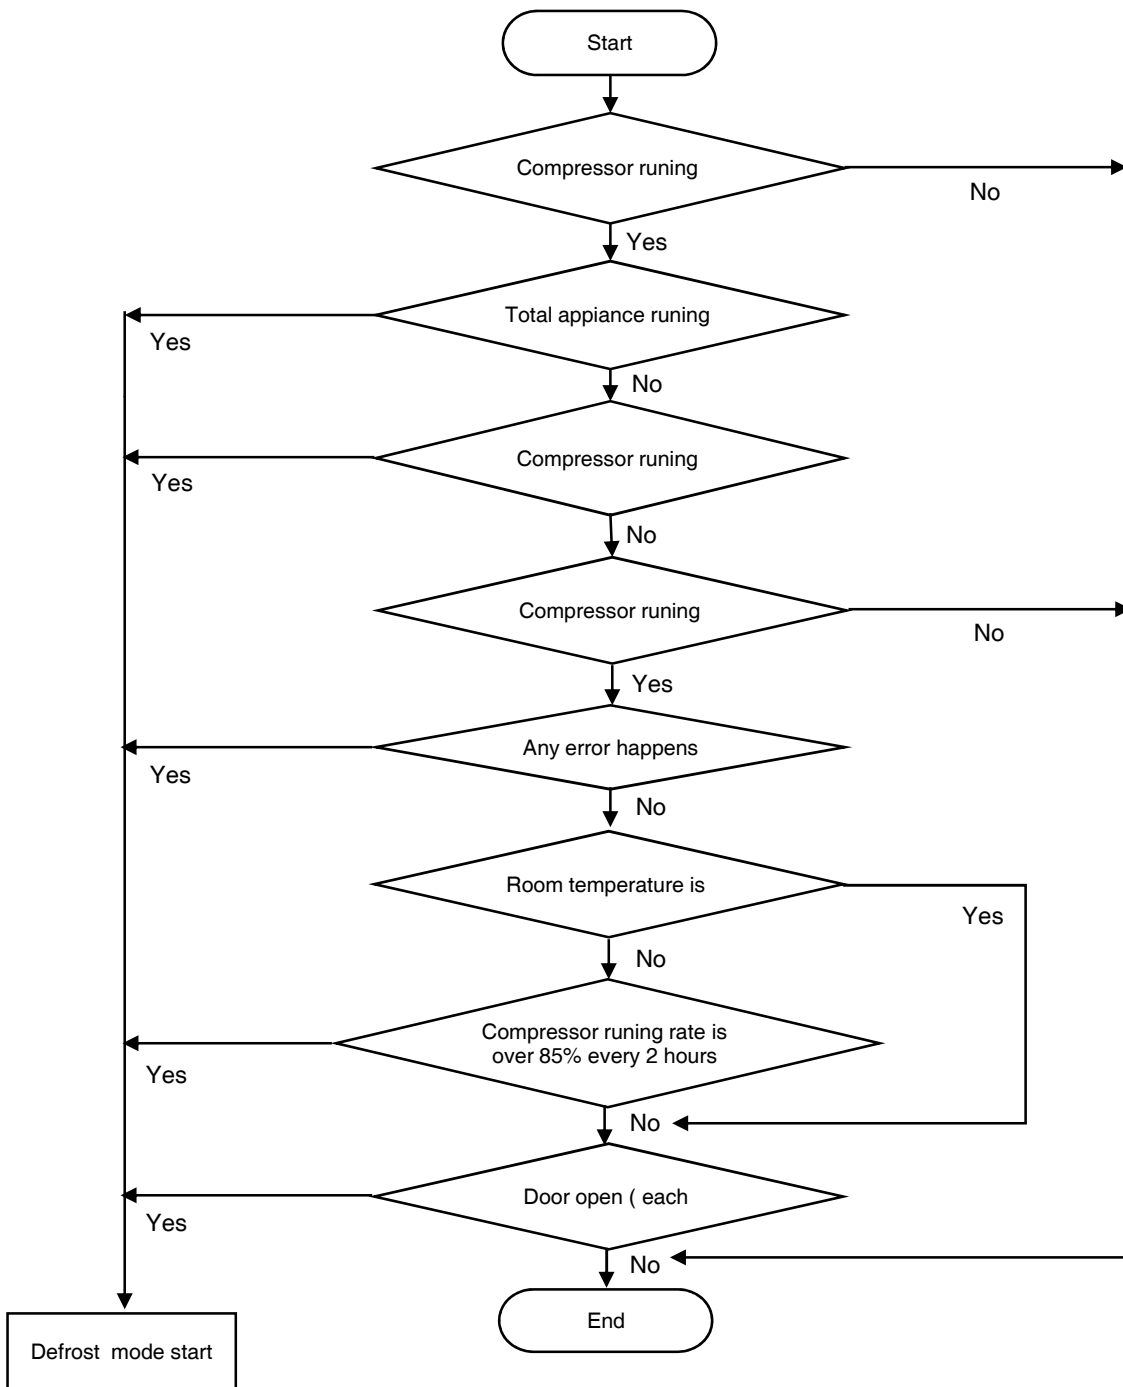 Start
Compressor runing
No
Yes
Total appiance runing
Yes
No
Compressor runing
Yes
No
Compressor runing
No
Yes
Any error happens
Yes
No
Room temperature is
Yes
No
Compressor runing rate is
over 85% every 2 hours
Yes
No
Door open ( each
Yes
No
End
Defrost mode start